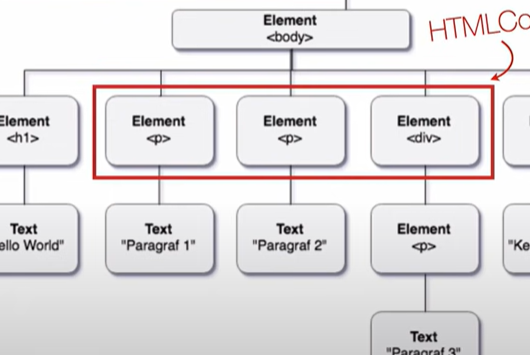 Element
<body>
HTMLCo
Element
<h1>
Element
<p>
Element
<p>
Element
<div>
Text
ello World"
Text
"Paragraf 1"
Text
"Paragraf 2"
Element
<p>
"Ke
Text
"Paragraf 3"